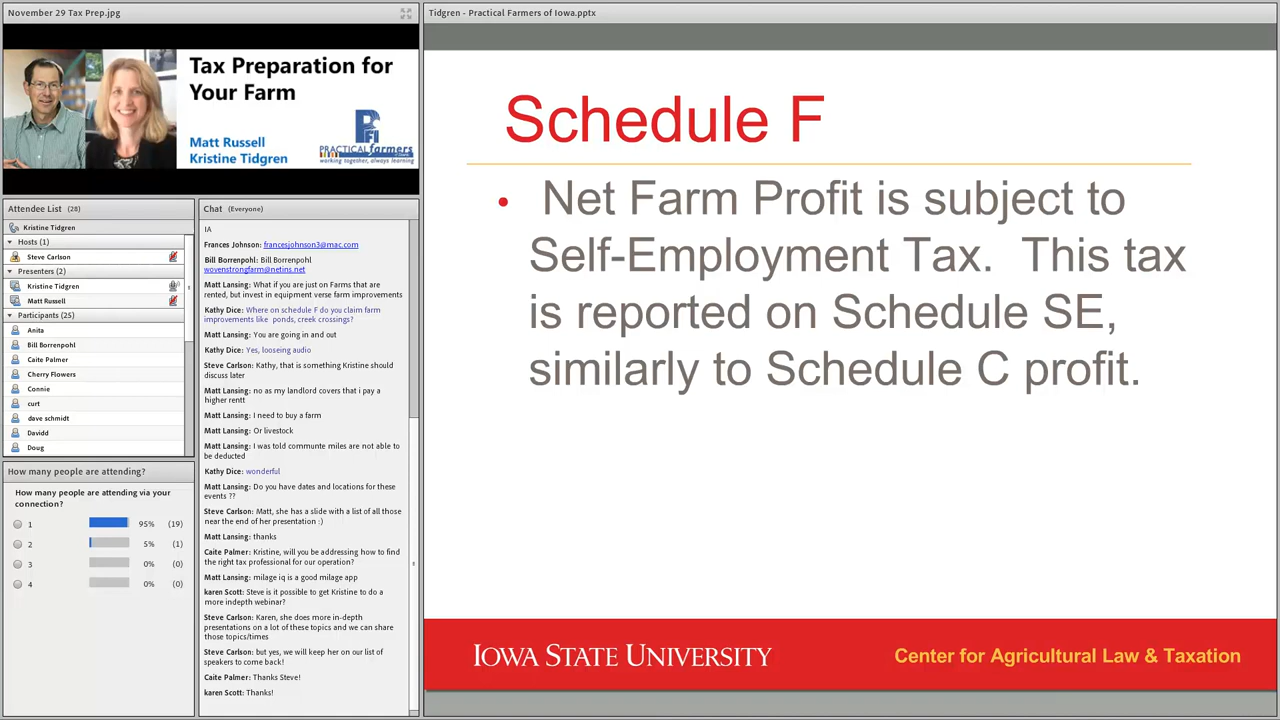 November 29 Tax Prep.jpg
Tax Preparation for
Your Farm
Matt Russell
Kristine Tidgren
PFI
PRACTICAL farmers
working together, always learning
Attendee List (28)
Kristine Tidgren
Hosts (1)
Steve Carlson
Presenters (2)
Kristine Tidgren
Matt Russell
Participants (25)
Anita
Bill Borrenpohl
Caite Palmer
Cherry Flowers
Connie
curt
dave schmidt
Davidd
Doug
How many people are attending?
How many people are attending via your
connection?
1 95% (19)
2 5% (1)
3 0% (0)
4 0% (0)
Chat (Everyone)
IA
Frances Johnson: francesjohnson3@mac.com
Bill Borrenpohl: Bill Borrenpohl
wovenstrongfarm@netins.net
Matt Lansing: What if you are just on Farms that
are rented, but invest in equipment verse farm improvements
Kathy Dice: Where on schedule F do you claim farm
improvements like ponds, creek crossings?
Matt Lansing: You are going in and out
Kathy Dice: Yes, looseing audio
Steve Carlson: Kathy, that is something Kristine should
discuss later
Matt Lansing: no as my landlord covers that i pay a
higher rentt
Matt Lansing: I need to buy a farm
Matt Lansing: Or livestock
Matt Lansing: I was told communte miles are not able to
be deducted
Kathy Dice: wonderful
Matt Lansing: Do you have dates and locations for these
events ??
Steve Carlson: Matt, she has a slide with a list of all those
near the end of her presentation :)
Matt Lansing: thanks
Caite Palmer: Kristine, will you be addressing how to find
the right tax professional for our operation?
Matt Lansing: milage iq is a good milage app
karen Scott: Steve is it possible to get Kristine to do a
more indepth webinar?
Steve Carlson: Karen, she does more in-depth
presentations on a lot of these topics and we can share
those topics/times
Steve Carlson: but yes, we will keep her on our list of
speakers to come back!
Caite Palmer: Thanks Steve!
karen Scott: Thanks!
Tidgren - Practical Farmers of Iowa.pptx
Schedule F
• Net Farm Profit is subject to
Self-Employment Tax. This tax
is reported on Schedule SE,
similarly to Schedule C profit.
IOWA STATE UNIVERSITY
Center for Agricultural Law & Taxation